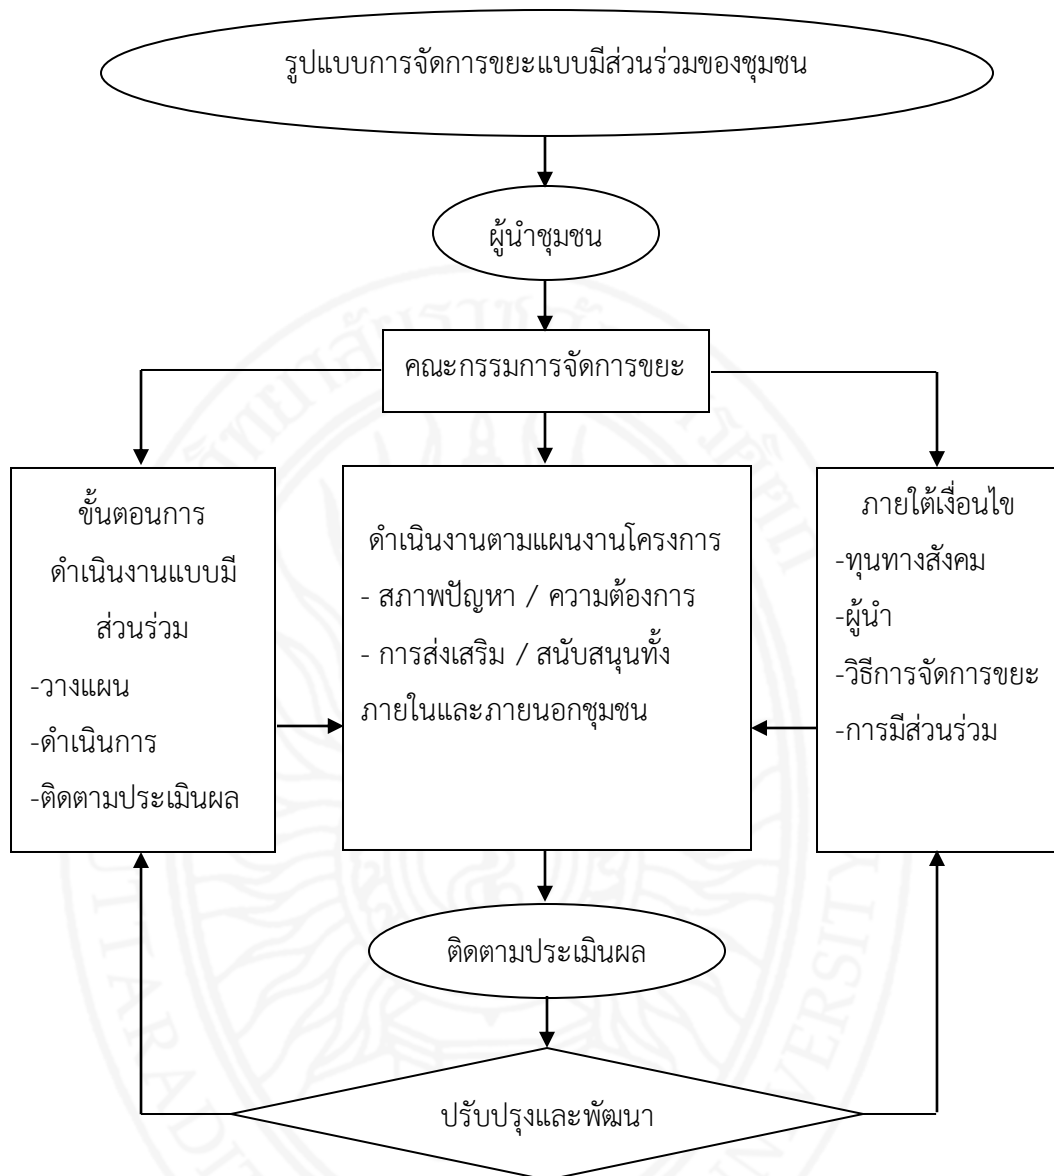 รูปแบบการจัดการขยะแบบมีส่วนร่วมของชุมชน
ผู้นำชุมชน
คณะกรรมการจัดการขยะ
ขั้นตอนการ
ดำเนินงานแบบมี
ส่วนร่วม
-วางแผน
-ดำเนินการ
-ติดตามประเมินผล
ดำเนินงานตามแผนงานโครงการ
- สภาพปัญหา / ความต้องการ
- การส่งเสริม / สนับสนุนทั้ง
ภายในและภายนอกชุมชน
ภายใต้เงื่อนไข
-ทุนทางสังคม
-ผู้นำ
-วิธีการจัดการขยะ
-การมีส่วนร่วม
ติดตามประเมินผล
ปรับปรุงและพัฒนา